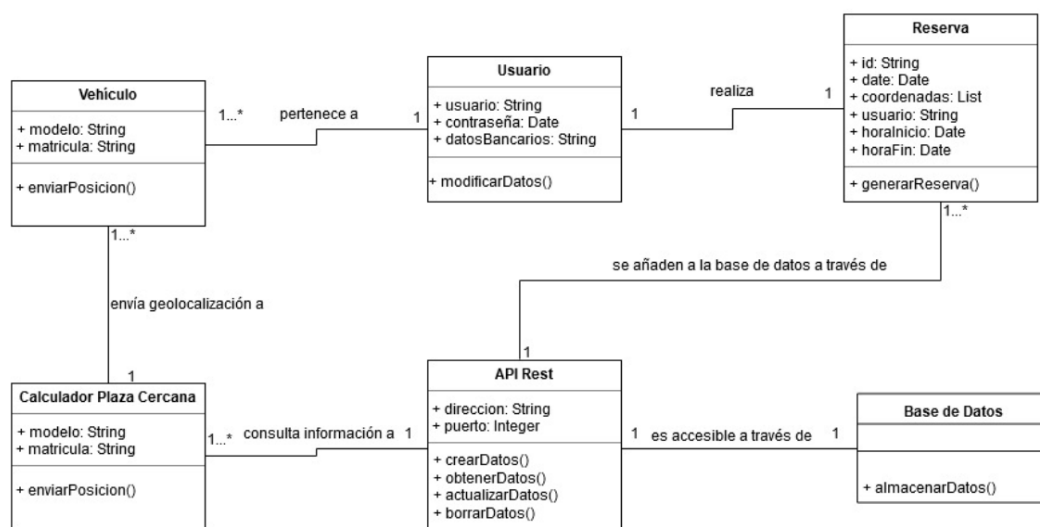 Vehículo
+ modelo: String
+ matricula: String
+ enviarPosicion()
1...*
pertenece a
1
Usuario
+ usuario: String
+ contraseña: Date
+ datosBancarios: String
+ modificarDatos()
1
realiza
1
Reserva
+ id: String
+ date: Date
+ coordenadas: List
+ usuario: String
+ horaInicio: Date
+ horaFin: Date
+ generarReserva()
1...*
1...*
se añaden a la base de datos a través de
envía geolocalización a
1
1
Calculador Plaza Cercana
+ modelo: String
+ matricula: String
+ enviarPosicion()
1...*
consulta información a
1
API Rest
+ direccion: String
+ puerto: Integer
+ crearDatos()
+ obtenerDatos()
+ actualizarDatos()
+ borrarDatos()
1
es accesible a través de
1
Base de Datos
+ almacenarDatos()